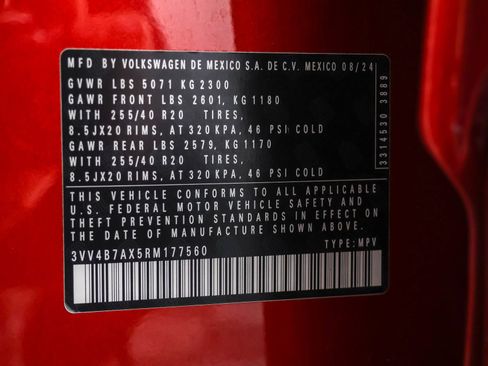 MFD BY VOLKSWAGEN DE MEXICO S.A. DE C.V. MEXICO 08/24
GVWR LBS 5071 KG 2300
GAWR FRONT LBS 2601, KG 1180
WITH 255/40 R20 TIRES,
8.5JX20 RIMS, AT 320 KPA, 46 PSI COLD
GAWR REAR LBS 2579, KG 1170
WITH 255/40 R20 TIRES,
8.5JX20 RIMS, AT 320 KPA, 46 PSI COLD
3314530 3889
THIS VEHICLE CONFORMS TO ALL APPLICABLE
U.S. FEDERAL MOTOR VEHICLE SAFETY AND
THEFT PREVENTION STANDARDS IN EFFECT ON
THE DATE OF MANUFACTURE SHOWN ABOVE.
3VV4B7AX5RM177560 TYPE: MPV